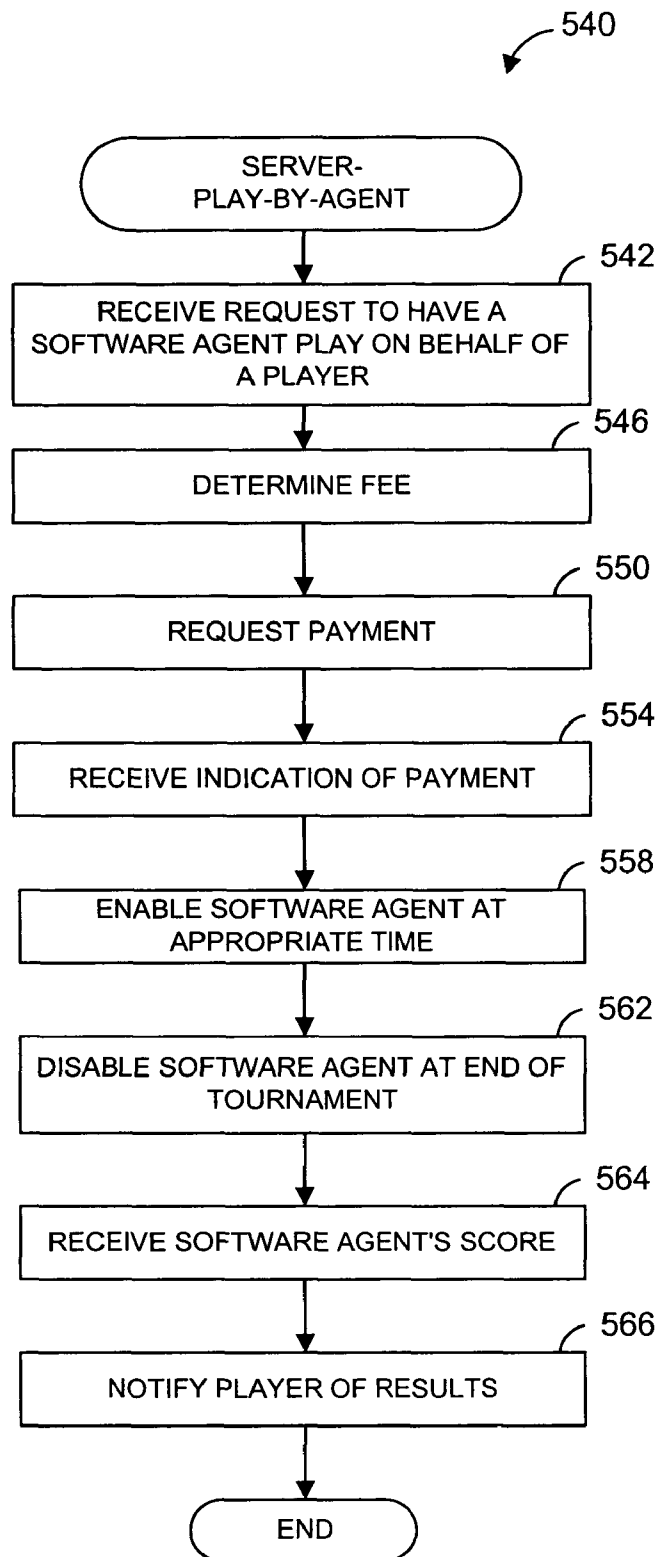 540
SERVER-
PLAY-BY-AGENT
542
RECEIVE REQUEST TO HAVE A
SOFTWARE AGENT PLAY ON BEHALF OF
A PLAYER
546
DETERMINE FEE
550
REQUEST PAYMENT
554
RECEIVE INDICATION OF PAYMENT
558
ENABLE SOFTWARE AGENT AT
APPROPRIATE TIME
562
DISABLE SOFTWARE AGENT AT END OF
TOURNAMENT
564
RECEIVE SOFTWARE AGENT'S SCORE
566
NOTIFY PLAYER OF RESULTS
END